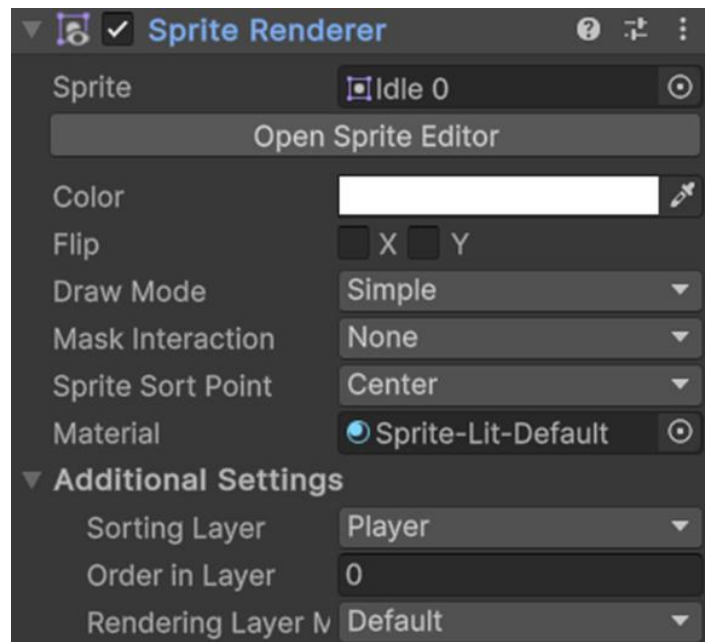 Sprite Renderer
Sprite Idle 0
Open Sprite Editor
Color
Flip X Y
Draw Mode Simple
Mask Interaction None
Sprite Sort Point Center
Material Sprite-Lit-Default
Additional Settings
Sorting Layer Player
Order in Layer 0
Rendering Layer M Default